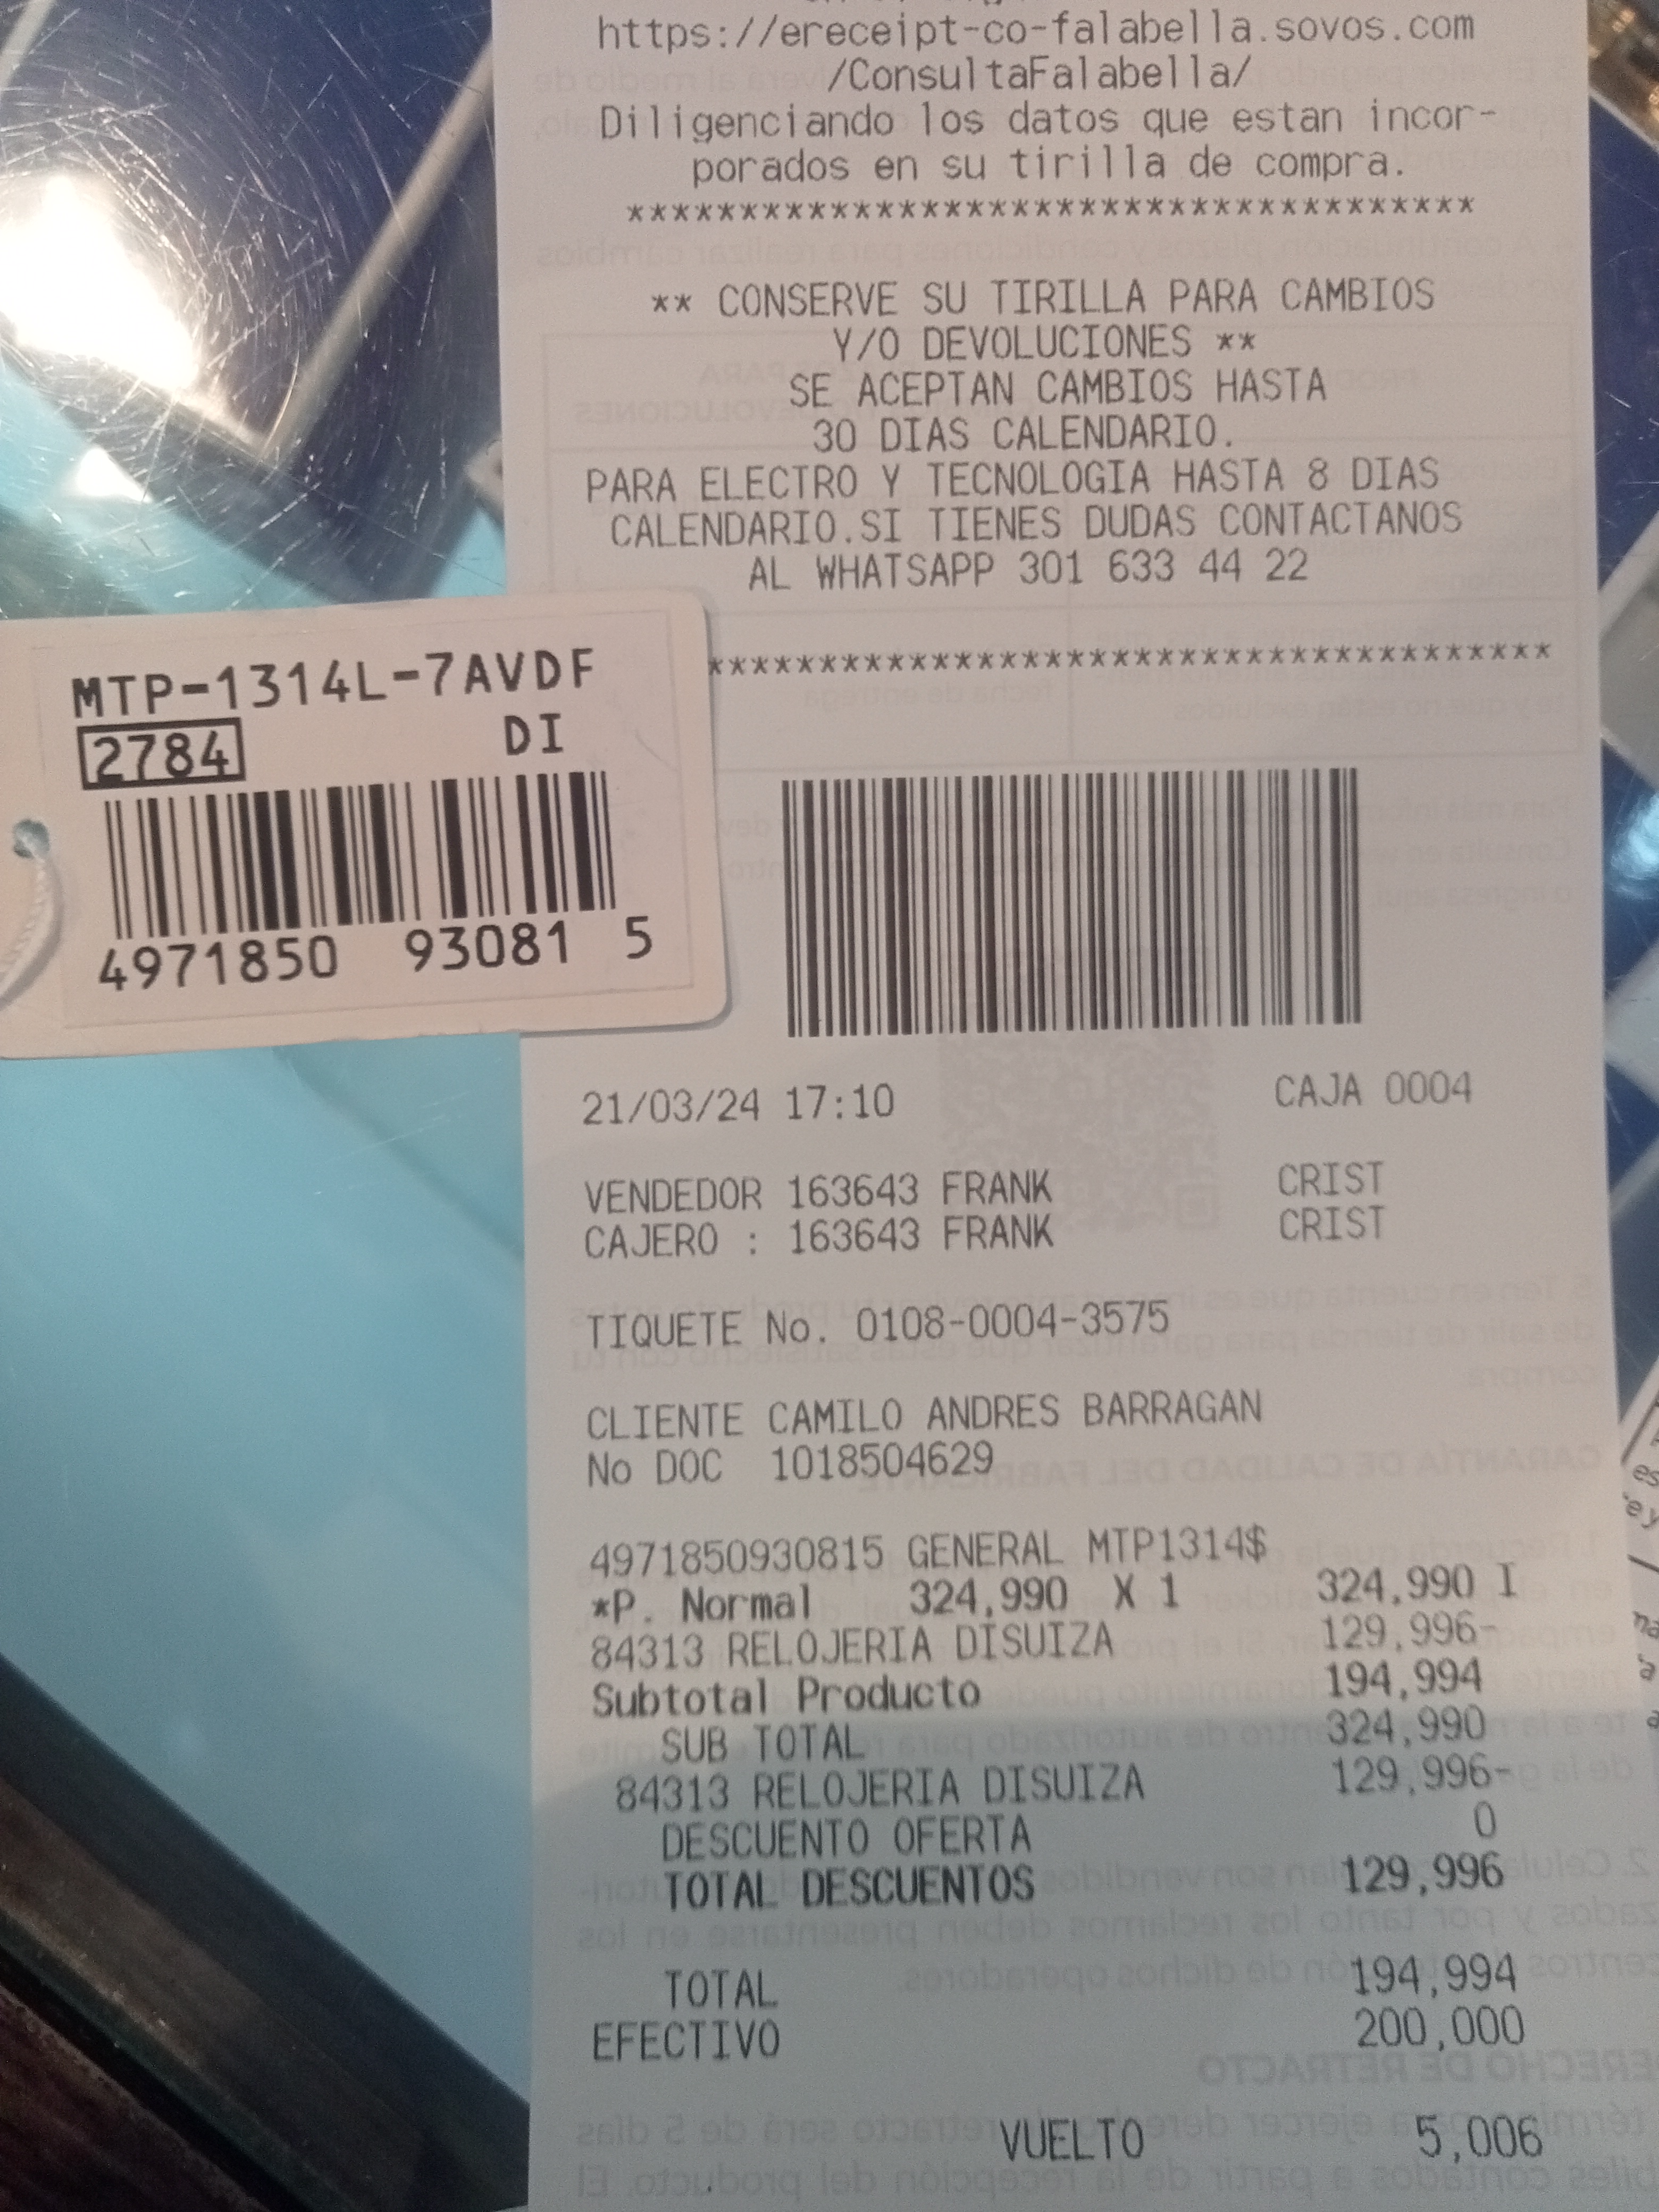 https://ereceipt-co-falabella.sovos.com
/ConsultaFalabella/
Diligenciando los datos que estan incor-
porados en su tirilla de compra.
**************************************
** CONSERVE SU TIRILLA PARA CAMBIOS
Y/O DEVOLUCIONES **
SE ACEPTAN CAMBIOS HASTA
30 DIAS CALENDARIO.
PARA ELECTRO Y TECNOLOGIA HASTA 8 DIAS
CALENDARIO.SI TIENES DUDAS CONTACTANOS
AL WHATSAPP 301 633 44 22
**************************************
MTP-1314L-7AVDF
2784 DI
4971850 93081 5
21/03/24 17:10 CAJA 0004
VENDEDOR 163643 FRANK CRIST
CAJERO : 163643 FRANK CRIST
TIQUETE No. 0108-0004-3575
CLIENTE CAMILO ANDRES BARRAGAN
No DOC 1018504629
4971850930815 GENERAL MTP1314$
*P. Normal 324,990 X 1 324,990 I
84313 RELOJERIA DISUIZA 129,996-
Subtotal Producto 194,994
SUB TOTAL 324,990
84313 RELOJERIA DISUIZA 129,996-
DESCUENTO OFERTA 0
TOTAL DESCUENTOS 129,996
TOTAL 194,994
EFECTIVO 200,000
VUELTO 5,006